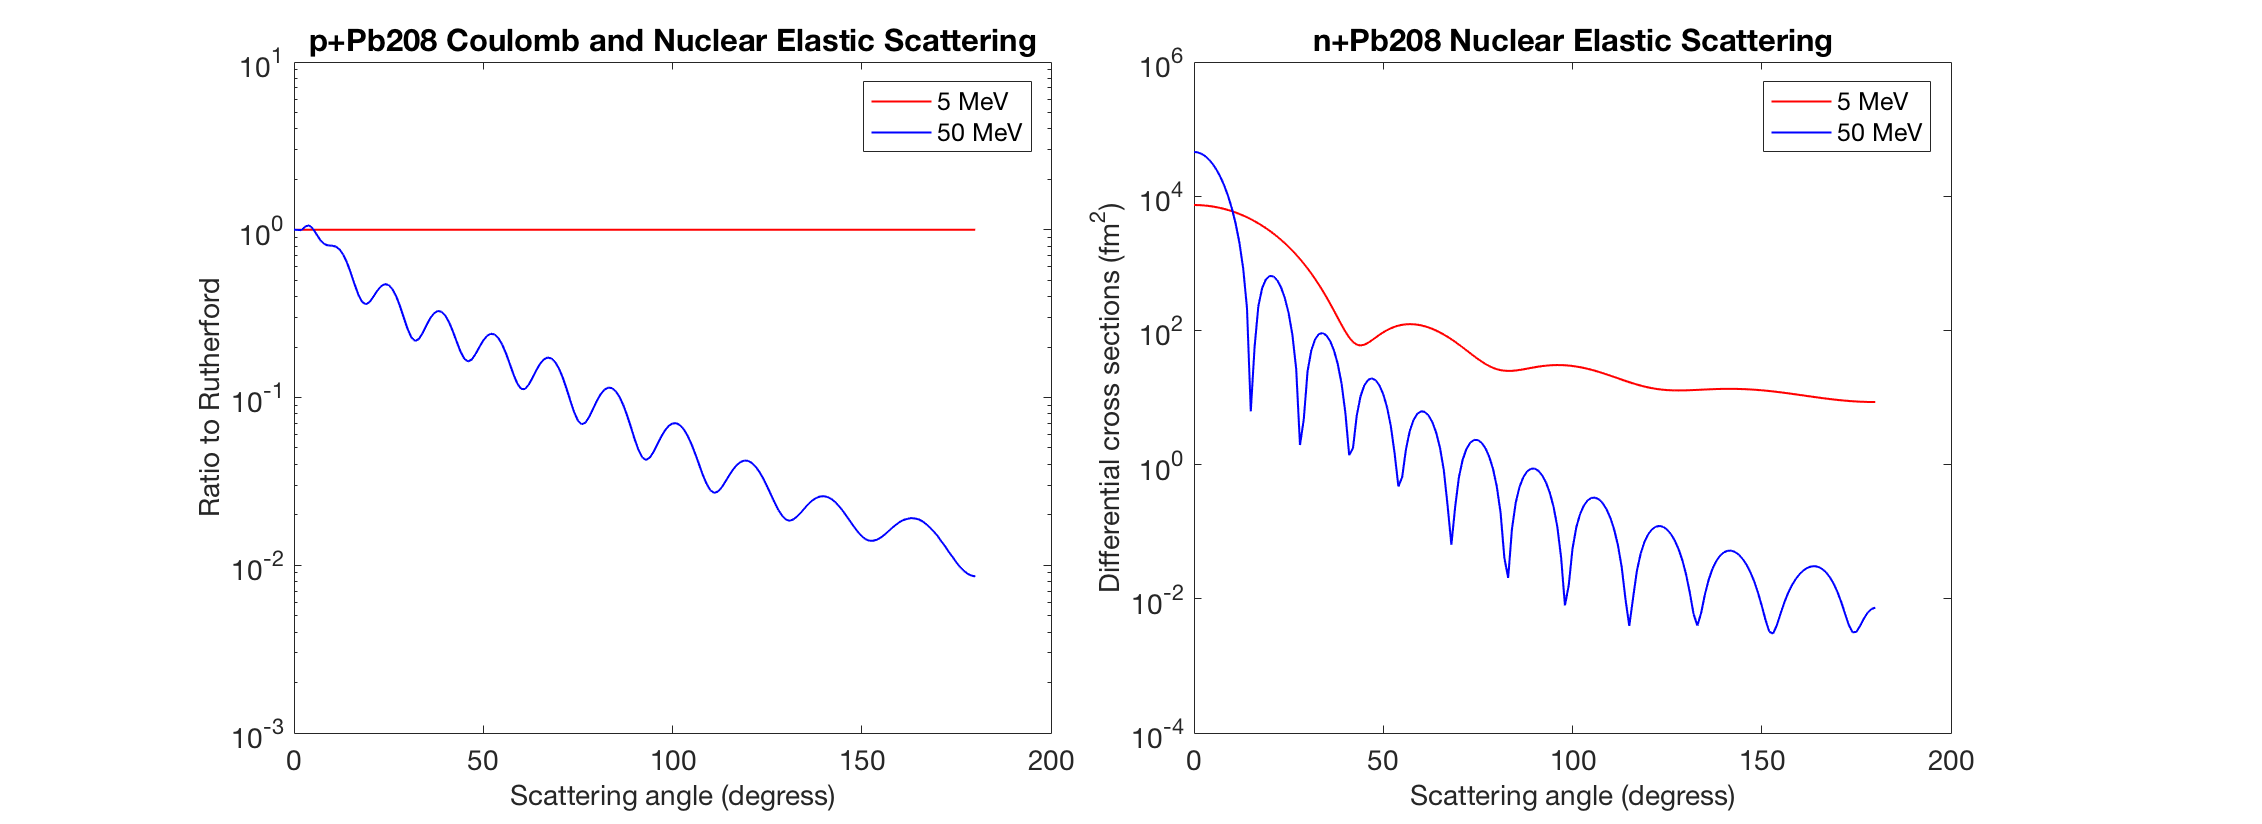 p+Pb208 Coulomb and Nuclear Elastic Scattering
10^1
10^0
10^-1
10^-2
10^-3
Ratio to Rutherford
5 MeV
50 MeV
0 50 100 150 200
Scattering angle (degress)
n+Pb208 Nuclear Elastic Scattering
10^6
10^4
10^2
10^0
10^-2
10^-4
Differential cross sections (fm^2)
5 MeV
50 MeV
0 50 100 150 200
Scattering angle (degress)